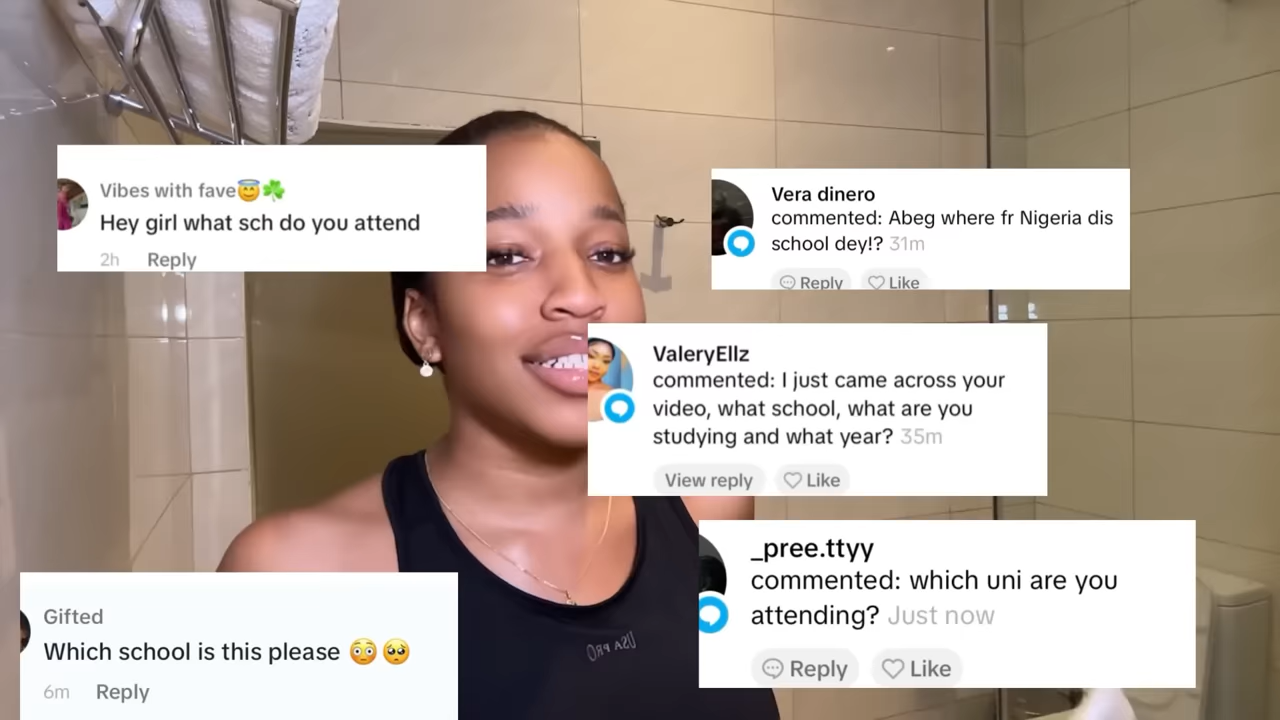 Vibes with fave😇☘️
Hey girl what sch do you attend
2h Reply
Vera dinero
commented: Abeg where fr Nigeria dis
school dey!? 31m
Reply Like
ValeryEllz
commented: I just came across your
video, what school, what are you
studying and what year? 35m
View reply Like
_pree.ttyy
commented: which uni are you
attending? Just now
Reply Like
Gifted
Which school is this please 😳🥺
6m Reply
USA PRO